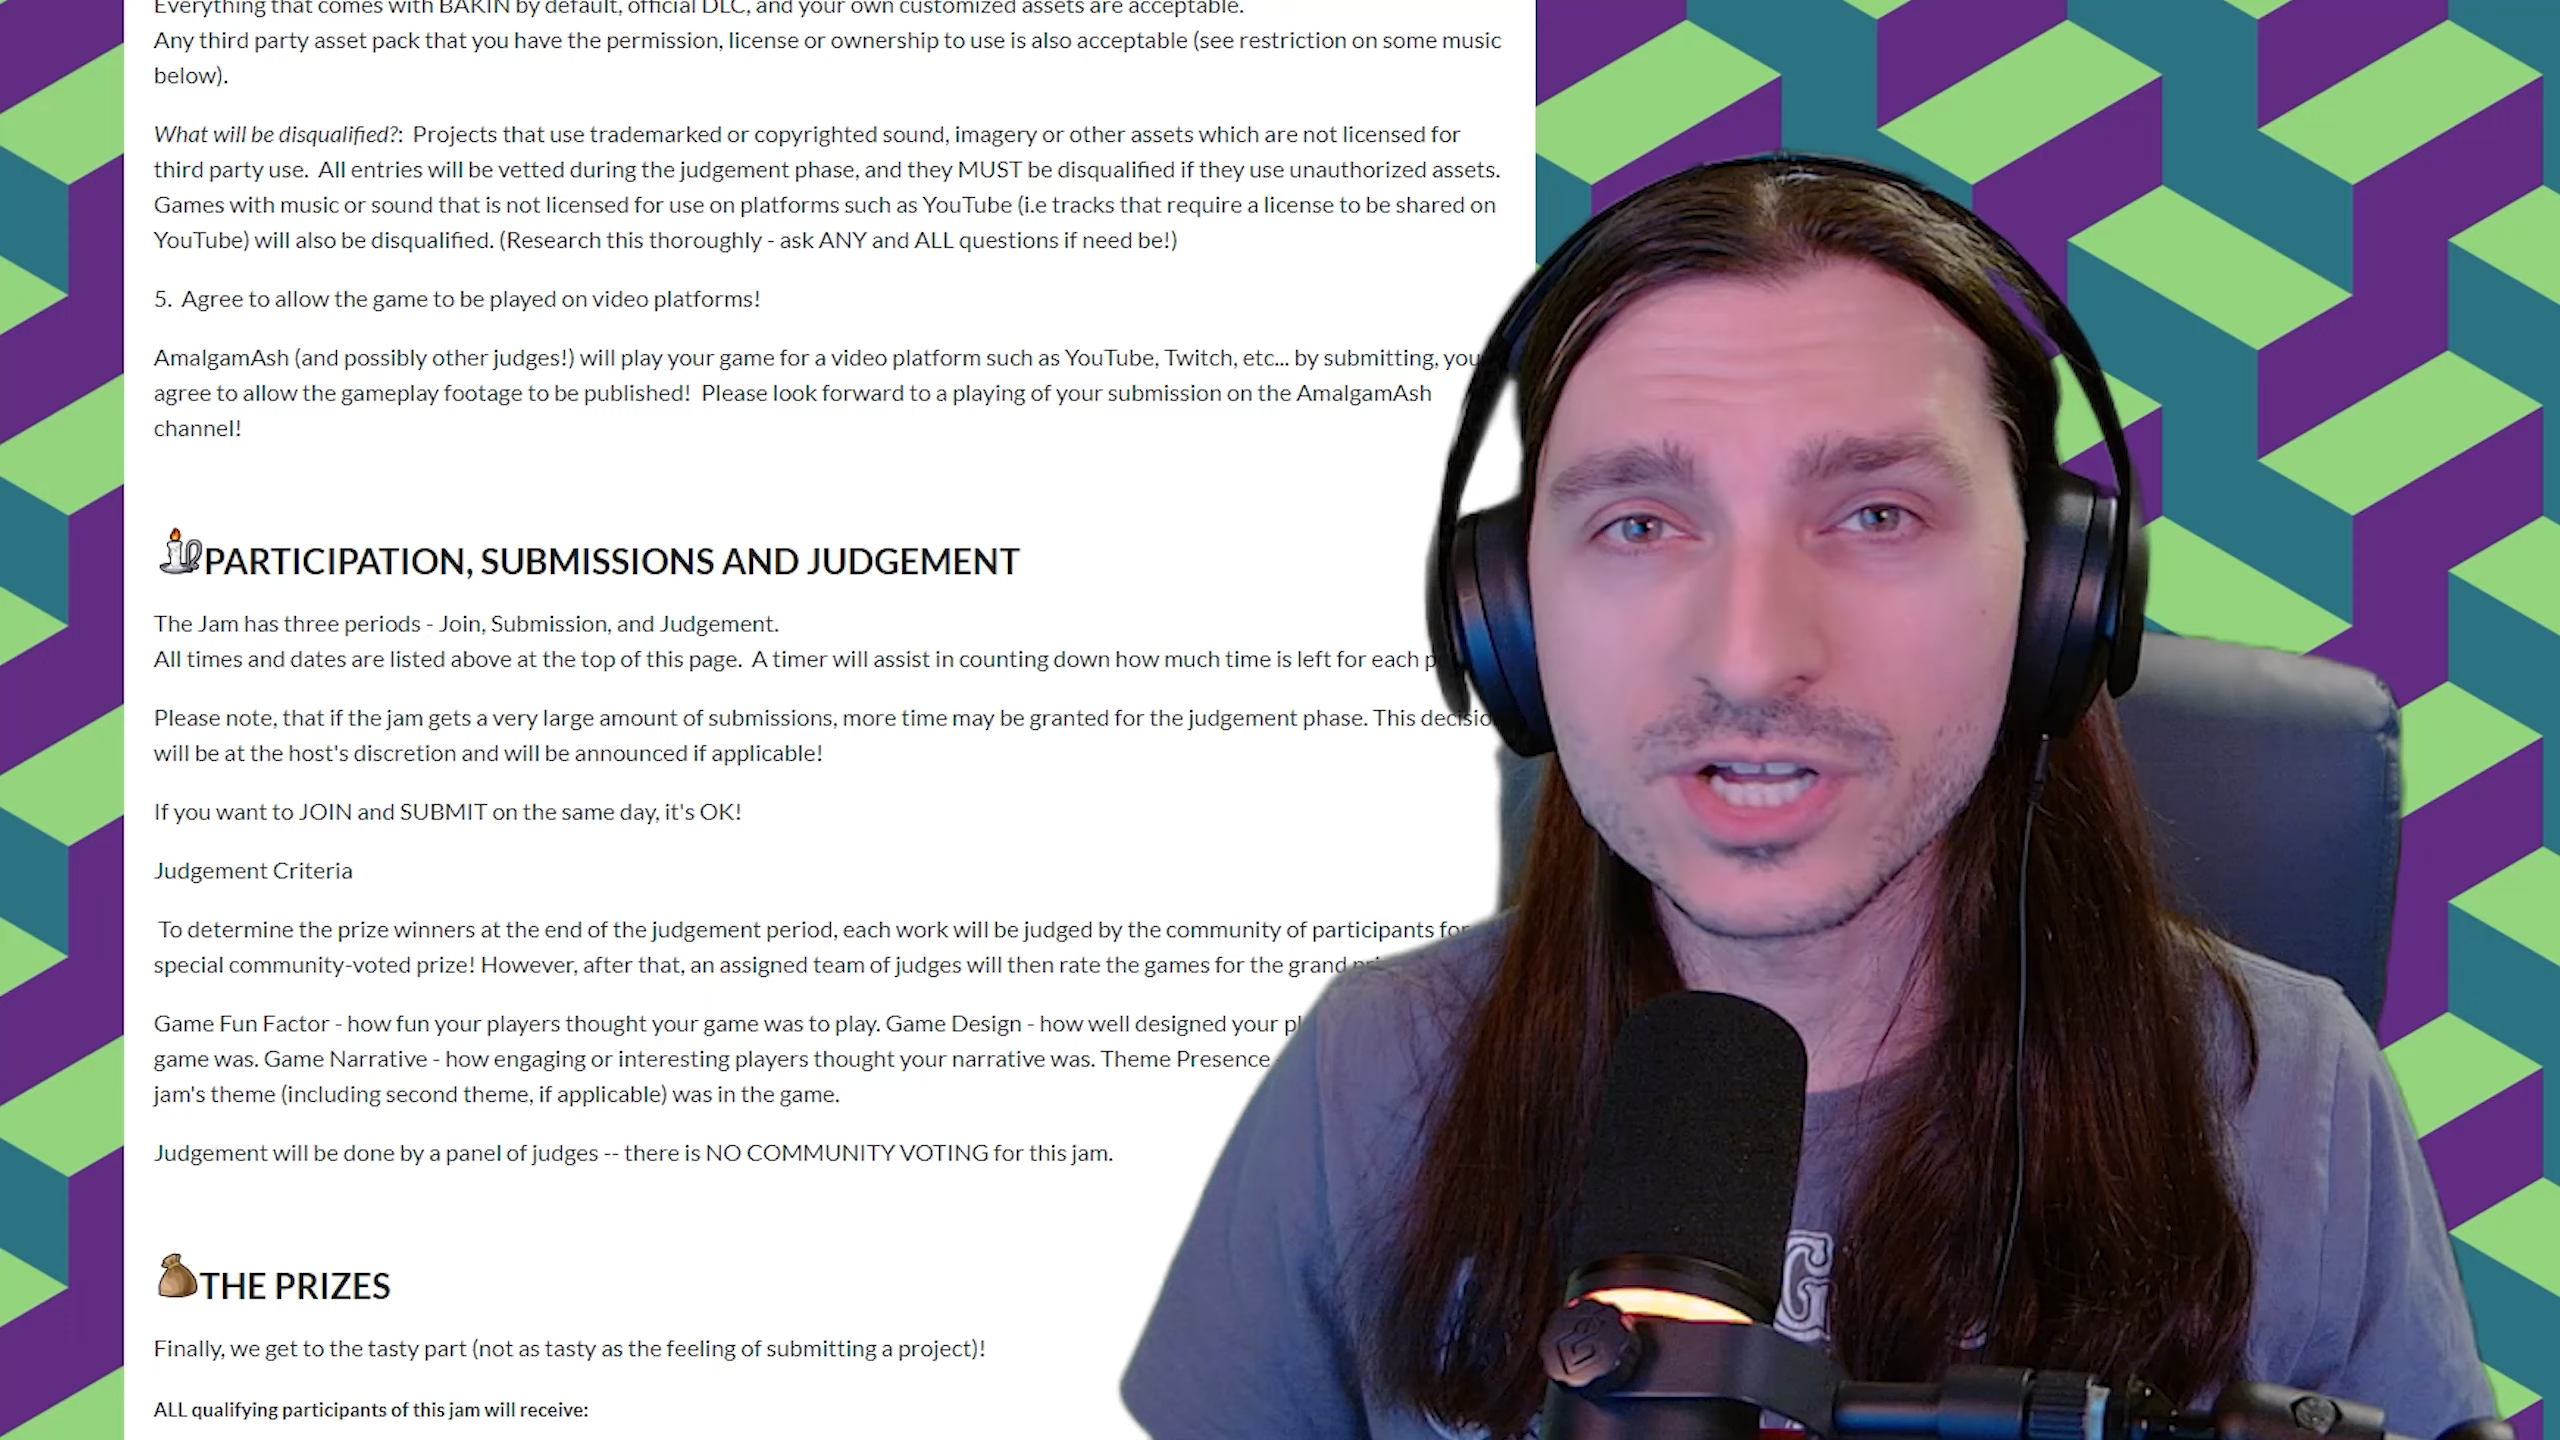 Everything that comes with BAKIN by default, official DLC, and your own customized assets are acceptable.
Any third party asset pack that you have the permission, license or ownership to use is also acceptable (see restriction on some music
below).
What will be disqualified?:  Projects that use trademarked or copyrighted sound, imagery or other assets which are not licensed for
third party use.  All entries will be vetted during the judgement phase, and they MUST be disqualified if they use unauthorized assets.
Games with music or sound that is not licensed for use on platforms such as YouTube (i.e tracks that require a license to be shared on
YouTube) will also be disqualified. (Research this thoroughly - ask ANY and ALL questions if need be!)
5.  Agree to allow the game to be played on video platforms!
AmalgamAsh (and possibly other judges!) will play your game for a video platform such as YouTube, Twitch, etc... by submitting, you
agree to allow the gameplay footage to be published!  Please look forward to a playing of your submission on the AmalgamAsh
channel!
PARTICIPATION, SUBMISSIONS AND JUDGEMENT
The Jam has three periods - Join, Submission, and Judgement.
All times and dates are listed above at the top of this page.  A timer will assist in counting down how much time is left for each
Please note, that if the jam gets a very large amount of submissions, more time may be granted for the judgement phase. This
will be at the host's discretion and will be announced if applicable!
If you want to JOIN and SUBMIT on the same day, it's OK!
Judgement Criteria
To determine the prize winners at the end of the judgement period, each work will be judged by the community of participants for
special community-voted prize! However, after that, an assigned team of judges will then rate the games for the grand
Game Fun Factor - how fun your players thought your game was to play. Game Design - how well designed your
game was. Game Narrative - how engaging or interesting players thought your narrative was. Theme Presence
jam's theme (including second theme, if applicable) was in the game.
Judgement will be done by a panel of judges -- there is NO COMMUNITY VOTING for this jam.
THE PRIZES
Finally, we get to the tasty part (not as tasty as the feeling of submitting a project)!
ALL qualifying participants of this jam will receive: